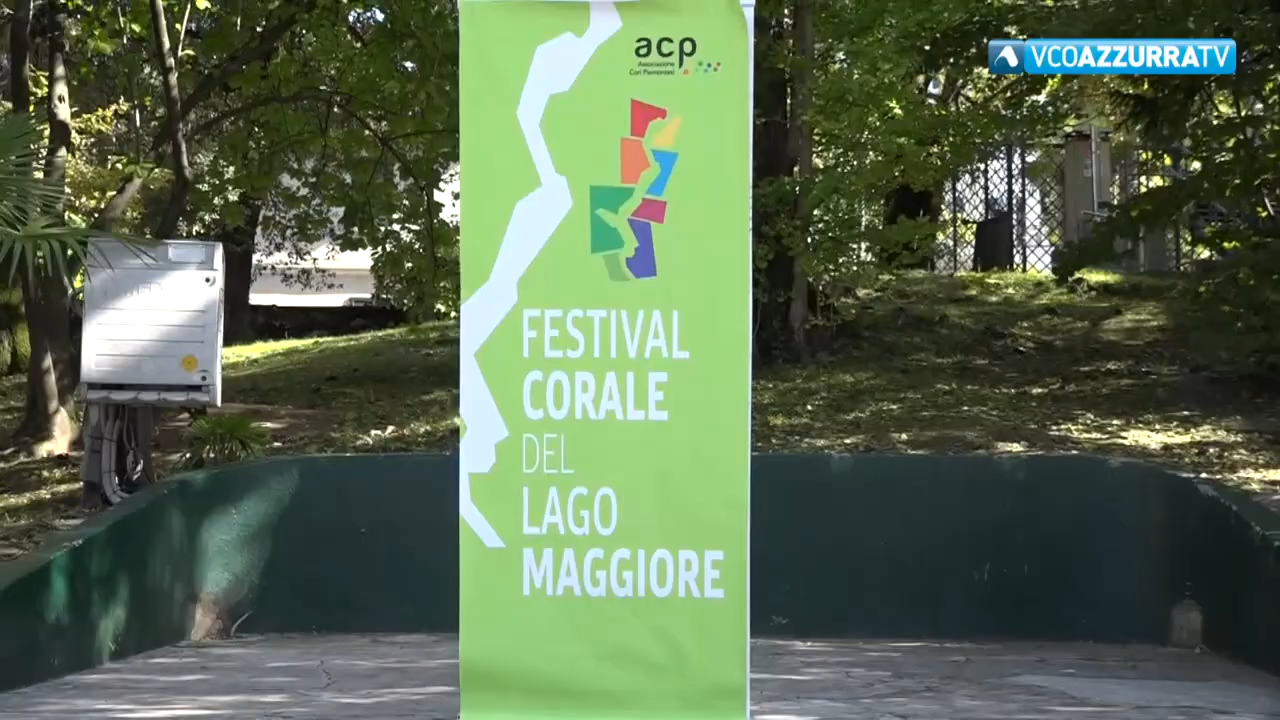 VCOAZZURRATV
acp
Associazione
Cori Piemontesi
FESTIVAL
CORALE
DEL
LAGO
MAGGIORE